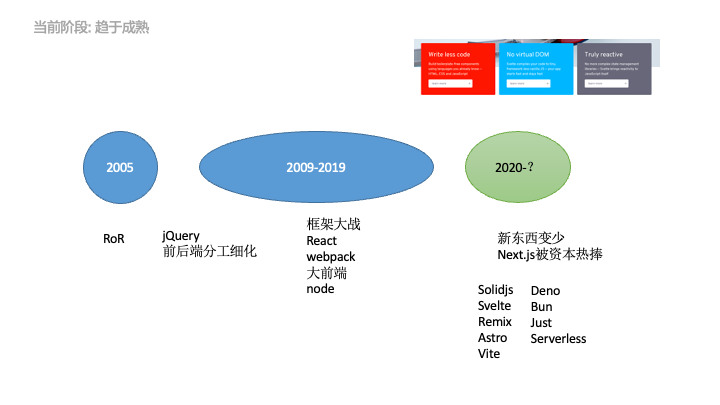 当前阶段: 趋于成熟
Write less code
No virtual DOM
Truly reactive
2005
2009-2019
2020-？
RoR
jQuery
前后端分工细化
框架大战
React
webpack
大前端
node
新东西变少
Next.js被资本热捧
Solidjs
Svelte
Remix
Astro
Vite
Deno
Bun
Just
Serverless